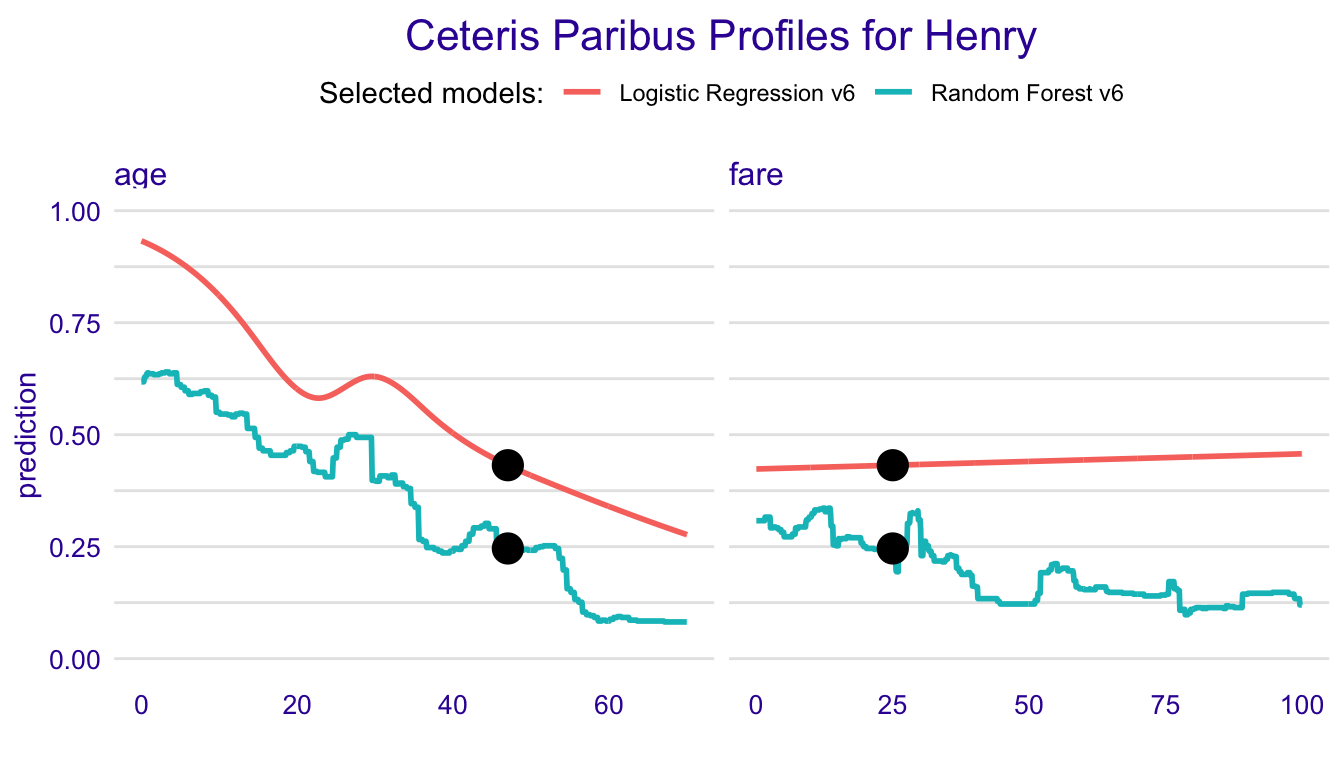 Ceteris Paribus Profiles for Henry
Selected models: Logistic Regression v6 Random Forest v6
age fare
1.00
0.75
0.50
0.25
0.00
prediction
0 20 40 60 0 25 50 75 100